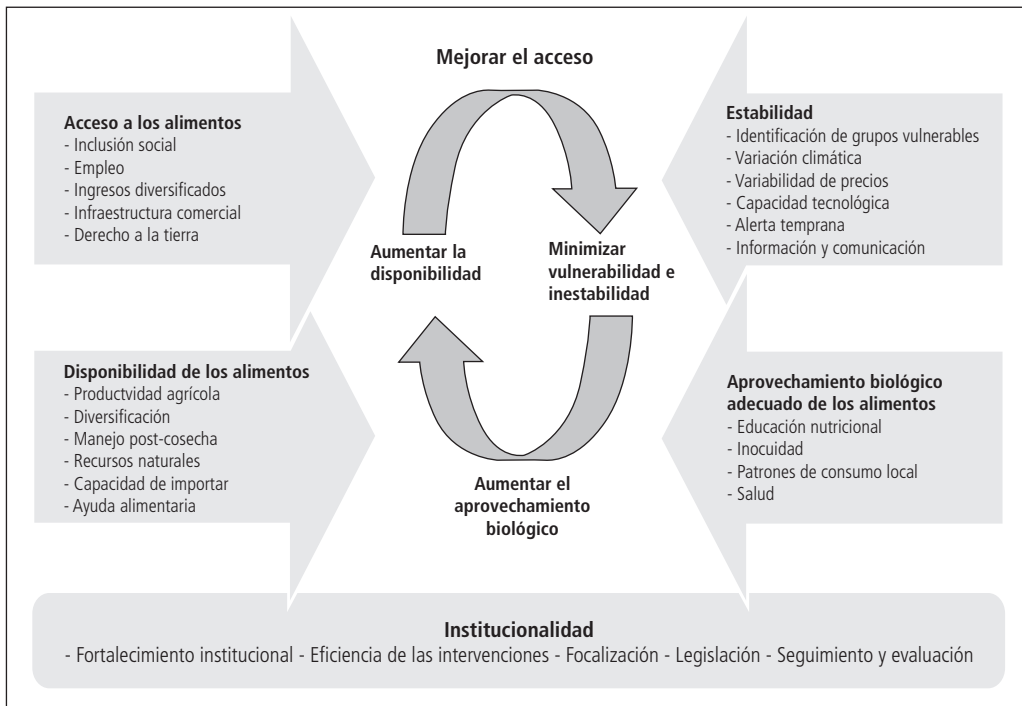 Mejorar el acceso
Acceso a los alimentos
- Inclusión social
- Empleo
- Ingresos diversificados
- Infraestructura comercial
- Derecho a la tierra
Estabilidad
- Identificación de grupos vulnerables
- Variación climática
- Variabilidad de precios
- Capacidad tecnológica
- Alerta temprana
- Información y comunicación
Aumentar la
disponibilidad
Minimizar
vulnerabilidad e
inestabilidad
Disponibilidad de los alimentos
- Productvidad agrícola
- Diversificación
- Manejo post-cosecha
- Recursos naturales
- Capacidad de importar
- Ayuda alimentaria
Aprovechamiento biológico
adecuado de los alimentos
- Educación nutricional
- Inocuidad
- Patrones de consumo local
- Salud
Aumentar el
aprovechamiento
biológico
Institucionalidad
- Fortalecimiento institucional - Eficiencia de las intervenciones - Focalización - Legislación - Seguimiento y evaluación